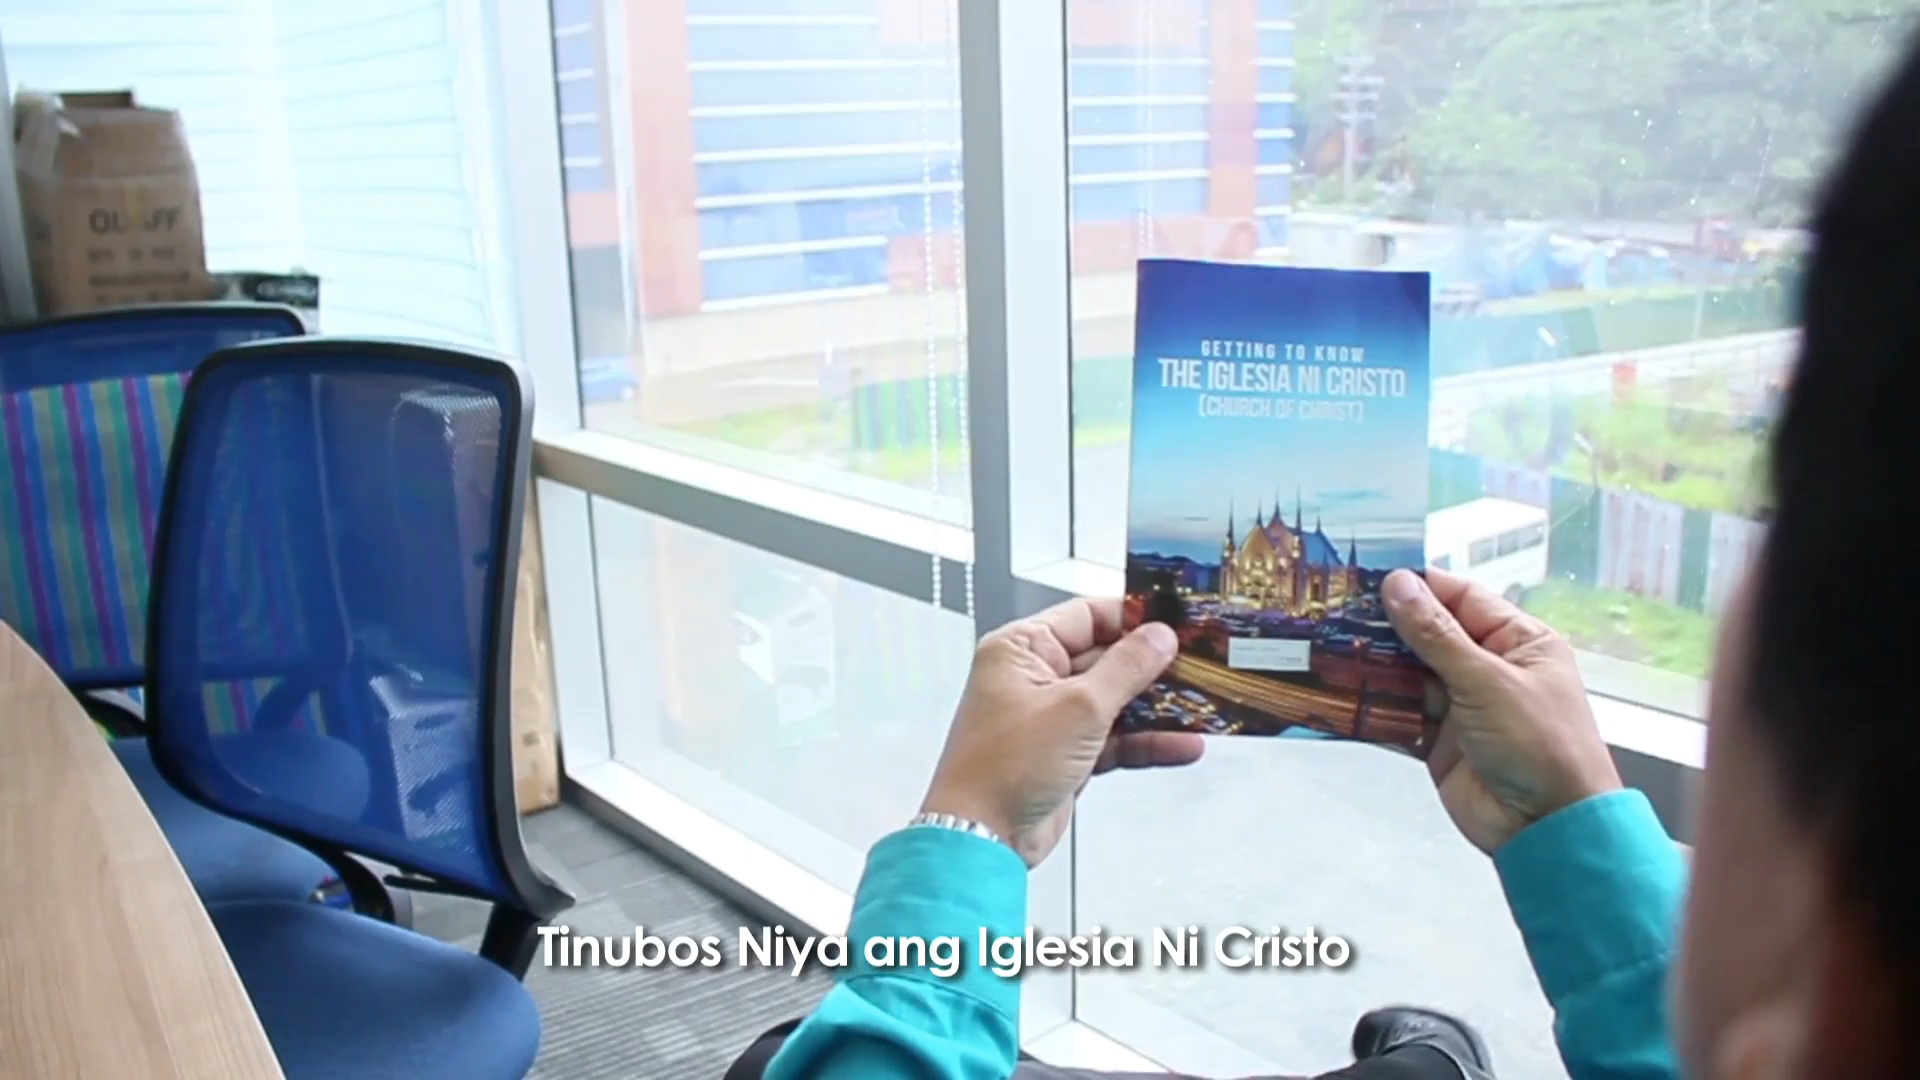 GETTING TO KNOW
THE IGLESIA NI CRISTO
(CHURCH OF CHRIST)
Tinubos Niya ang Iglesia Ni Cristo